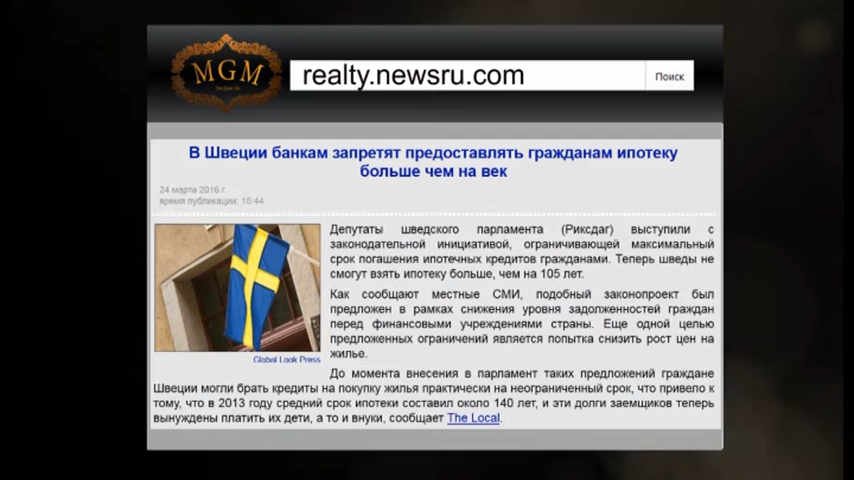 MGM
realty.newsru.com
Поиск
В Швеции банкам запретят предоставлять гражданам ипотеку
больше чем на век
24 марта 2016 г.
время публикации: 15:44
Депутаты шведского парламента (Риксдаг) выступили с
законодательной инициативой, ограничивающей максимальный
срок погашения ипотечных кредитов гражданами. Теперь шведы не
смогут взять ипотеку больше, чем на 105 лет.
Как сообщают местные СМИ, подобный законопроект был
предложен в рамках снижения уровня задолженностей граждан
перед финансовыми учреждениями страны. Еще одной целью
предложенных ограничений является попытка снизить рост цен на
жилье.
Global Look Press
До момента внесения в парламент таких предложений граждане
Швеции могли брать кредиты на покупку жилья практически на неограниченный срок, что привело к
тому, что в 2013 году средний срок ипотеки составил около 140 лет, и эти долги заемщиков теперь
вынуждены платить их дети, а то и внуки, сообщает The Local.